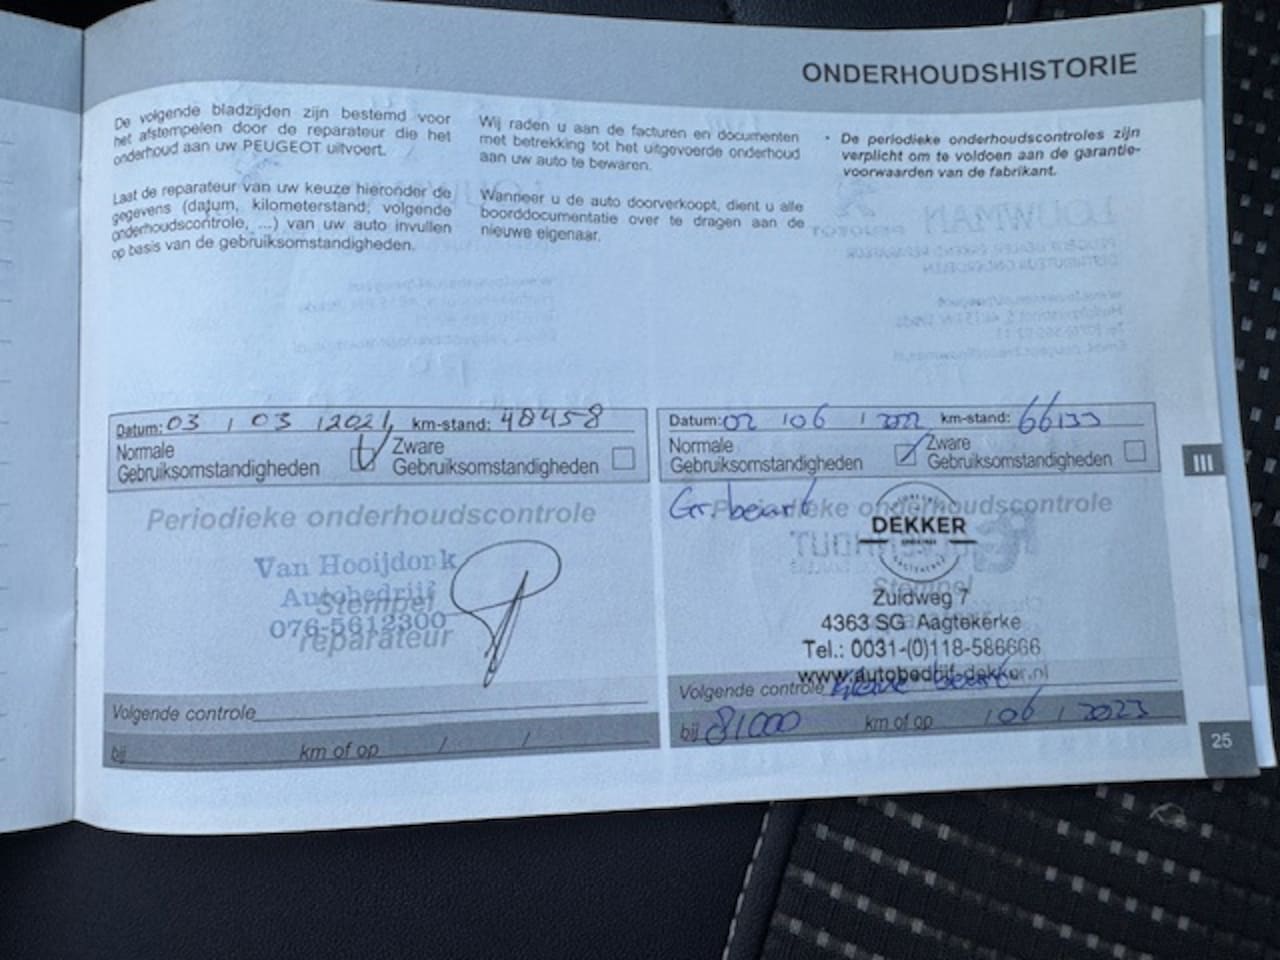 ONDERHOUDSHISTORIE
De volgende bladzijden zijn bestemd voor
het afstempelen door de reparateur die het
onderhoud aan uw PEUGEOT uitvoert.
Laat de reparateur van uw keuze hieronder de
gegevens (datum, kilometerstand, volgende
onderhoudscontrole, ...) van uw auto invullen
op basis van de gebruiksomstandigheden.
Wij raden u aan de facturen en documenten
met betrekking tot het uitgevoerde onderhoud
aan uw auto te bewaren.
Wanneer u de auto doorverkoopt, dient u alle
boorddocumentatie over te dragen aan de
nieuwe eigenaar.
• De periodieke onderhoudscontroles zijn
verplicht om te voldoen aan de garantie-
voorwaarden van de fabrikant.
Datum: 03 / 03 / 2021 km-stand: 48458
Normale
Gebruiksomstandigheden
Zware
Gebruiksomstandigheden
Periodieke onderhoudscontrole
Van Hooijdonk
Autobedrijf
076-5612300
Stempel
reparateur
Volgende controle
bij km of op / /
Datum: 02 / 06 / 2022 km-stand: 66133
Normale
Gebruiksomstandigheden
Zware
Gebruiksomstandigheden
Gr. beurt
Periodieke onderhoudscontrole
DEKKER
Stempel
Zuidweg 7
4363 SG Aagtekerke
Tel.: 0031-(0)118-586666
www.autobedrijf-dekker.nl
Volgende controle kleine beurt
bij 81000 km of op / 06 / 2023
III
25